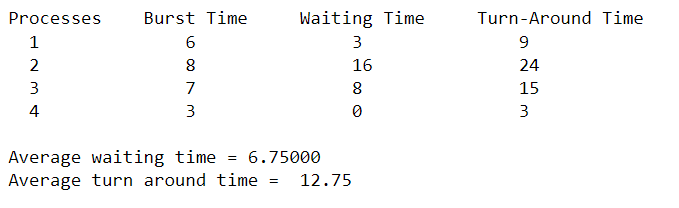 Processes    Burst Time     Waiting Time     Turn-Around Time
  1              6               3               9
  2              8               16              24
  3              7               8               15
  4              3               0               3
Average waiting time = 6.75000
Average turn around time =  12.75